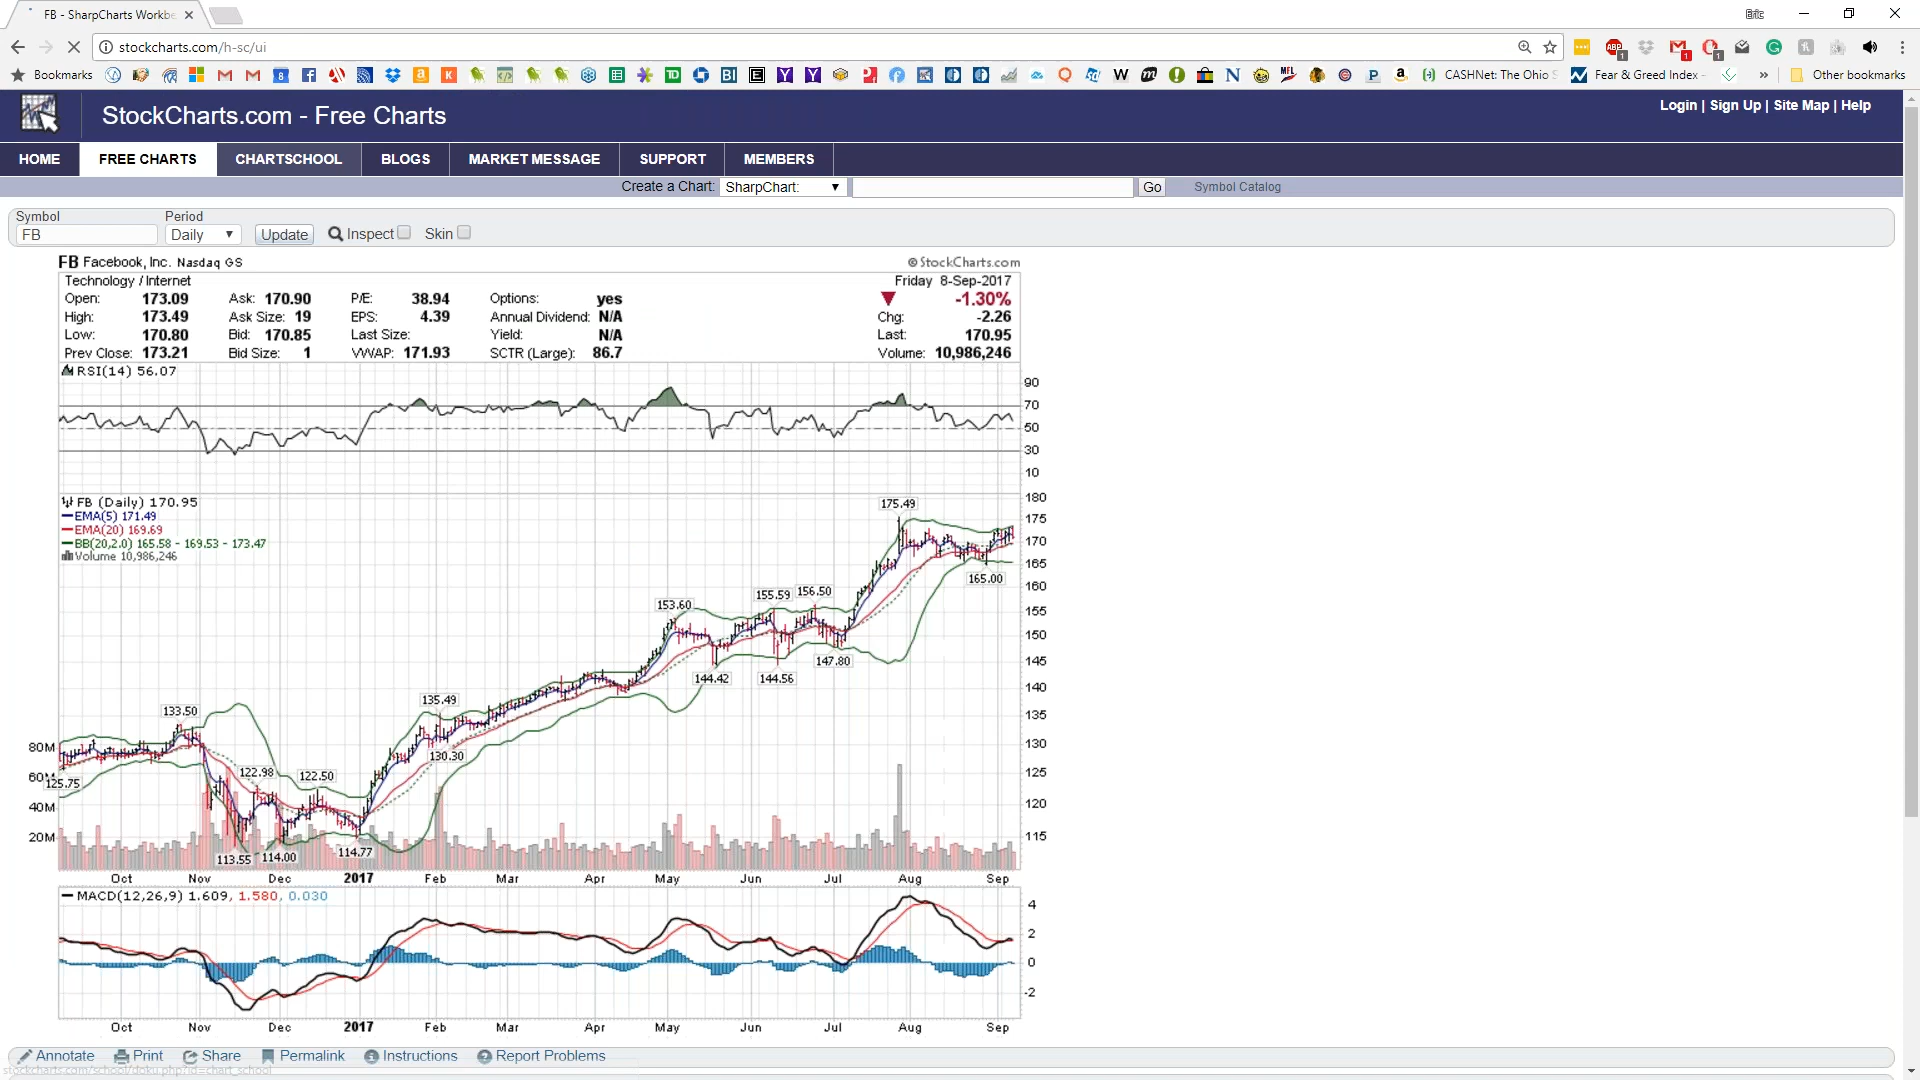 FB - SharpCharts Workbe
Eric
stockcharts.com/h-sc/ui
Bookmarks
CASHNet: The Ohio S
Fear & Greed Index -
Other bookmarks
StockCharts.com - Free Charts
Login | Sign Up | Site Map | Help
HOME FREE CHARTS CHARTSCHOOL BLOGS MARKET MESSAGE SUPPORT MEMBERS
Create a Chart: SharpChart: Go Symbol Catalog
Symbol Period
FB Daily Update Inspect Skin
FB Facebook, Inc. Nasdaq GS © StockCharts.com
Technology / Internet Friday 8-Sep-2017
Open: 173.09 Ask: 170.90 P/E: 38.94 Options: yes -1.30%
High: 173.49 Ask Size: 19 EPS: 4.39 Annual Dividend: N/A Chg: -2.26
Low: 170.80 Bid: 170.85 Last Size: Yield: N/A Last: 170.95
Prev Close: 173.21 Bid Size: 1 VWAP: 171.93 SCTR (Large): 86.7 Volume: 10,986,246
RSI(14) 56.07
90
70
50
30
10
FB (Daily) 170.95
EMA(5) 171.49
EMA(20) 169.69
BB(20,2.0) 165.58 - 169.53 - 173.47
Volume 10,986,246
180
175
170
165
160
155
150
145
140
135
130
125
120
115
175.49
165.00
155.59 156.50
153.60
147.80
144.42 144.56
135.49
133.50
130.30
122.98 122.50
125.75
113.55 114.00 114.77
80M
60M
40M
20M
Oct Nov Dec 2017 Feb Mar Apr May Jun Jul Aug Sep
MACD(12,26,9) 1.609, 1.580, 0.030
4
2
0
-2
Oct Nov Dec 2017 Feb Mar Apr May Jun Jul Aug Sep
Annotate Print Share Permalink Instructions Report Problems
stockcharts.com/school/doku.php?id=chart_school